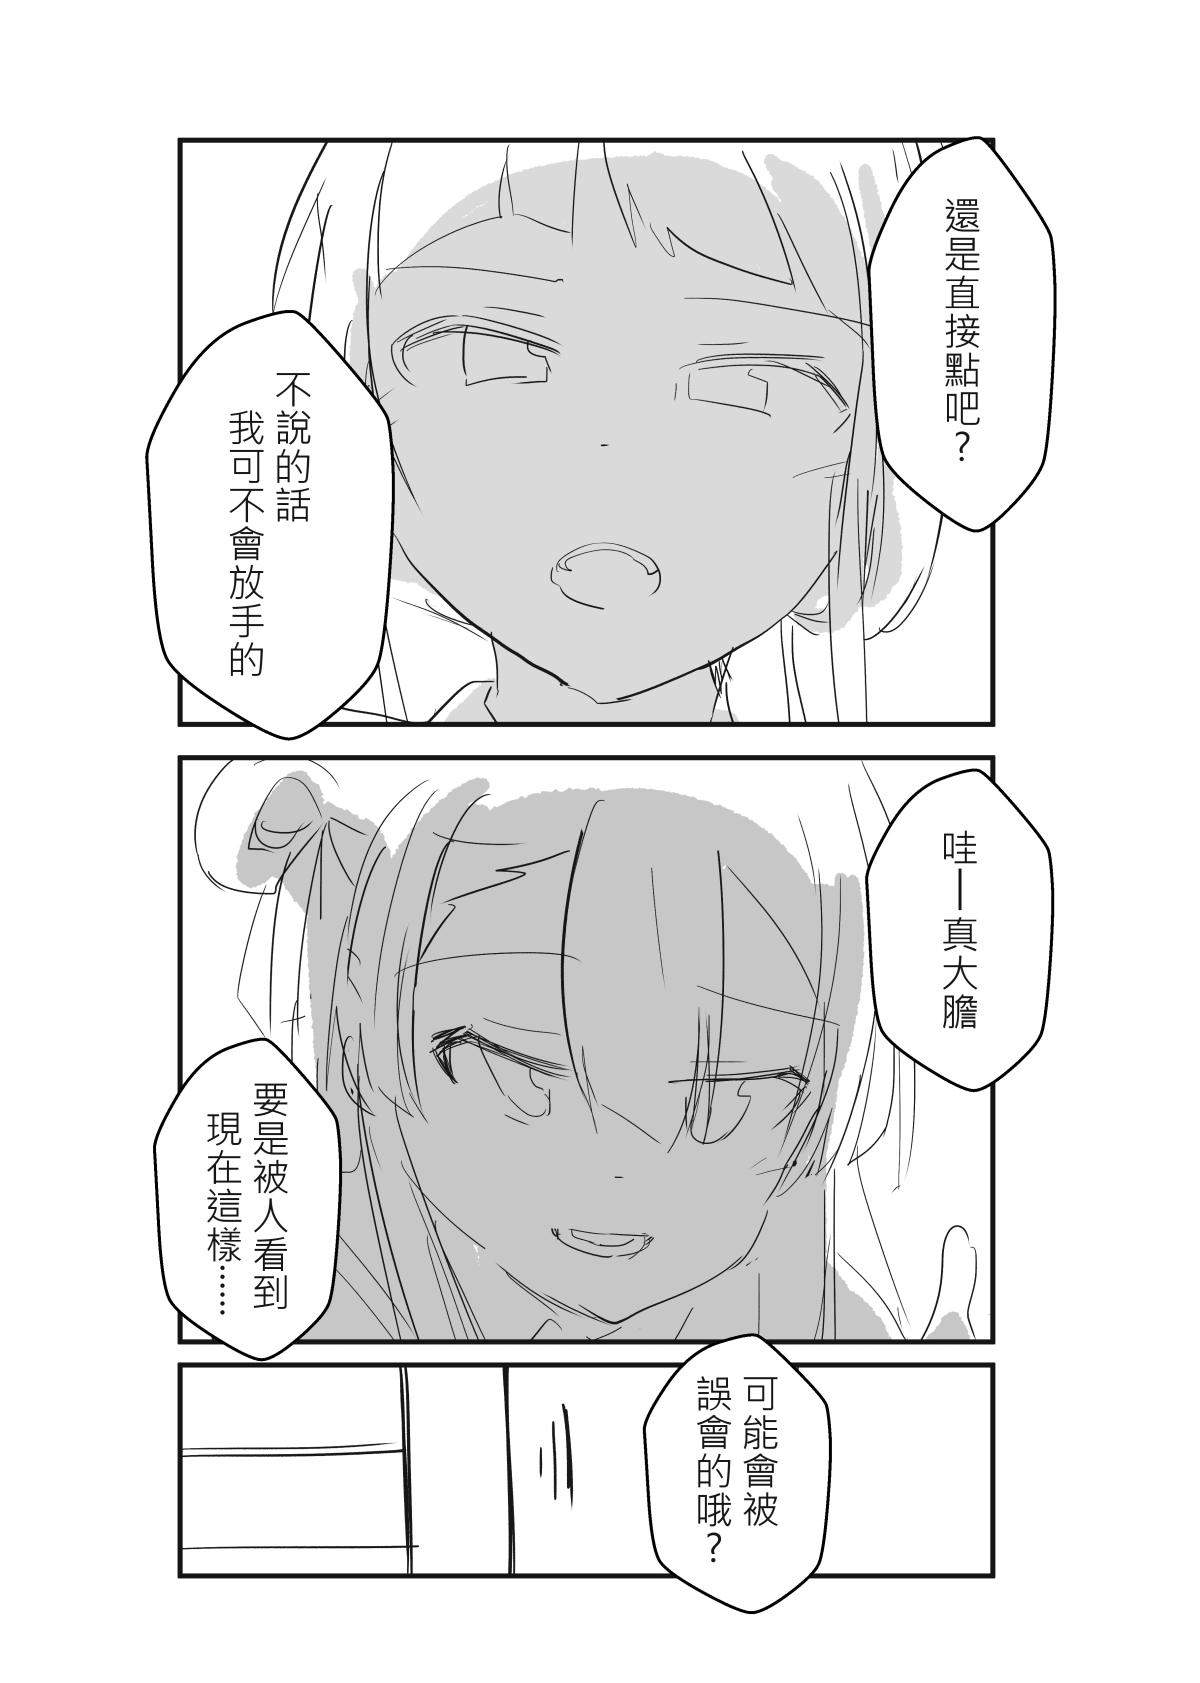 還是直接點吧？
不說的話
我可不會放手的
哇—真大膽
要是被人看到
現在這樣……
可能會被
誤會的哦？